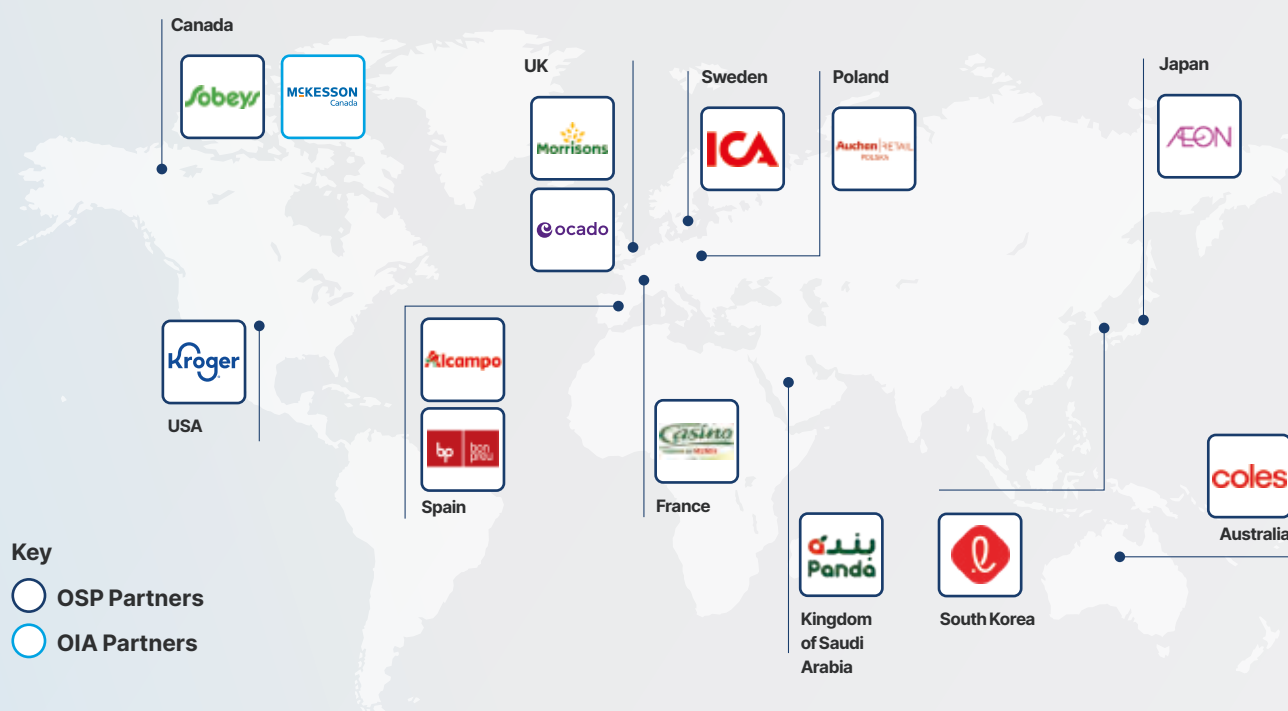 Canada
Sobeys
MCKESSON
Canada
UK
Morrisons
ocado
Sweden
ICA
Poland
Auchan RETAIL
POLSKA
Japan
ÆON
Kroger
USA
Alcampo
bp bon
preu
Spain
Casino
France
بنده
Panda
Kingdom
of Saudi
Arabia
South Korea
coles
Australia
Key
OSP Partners
OIA Partners